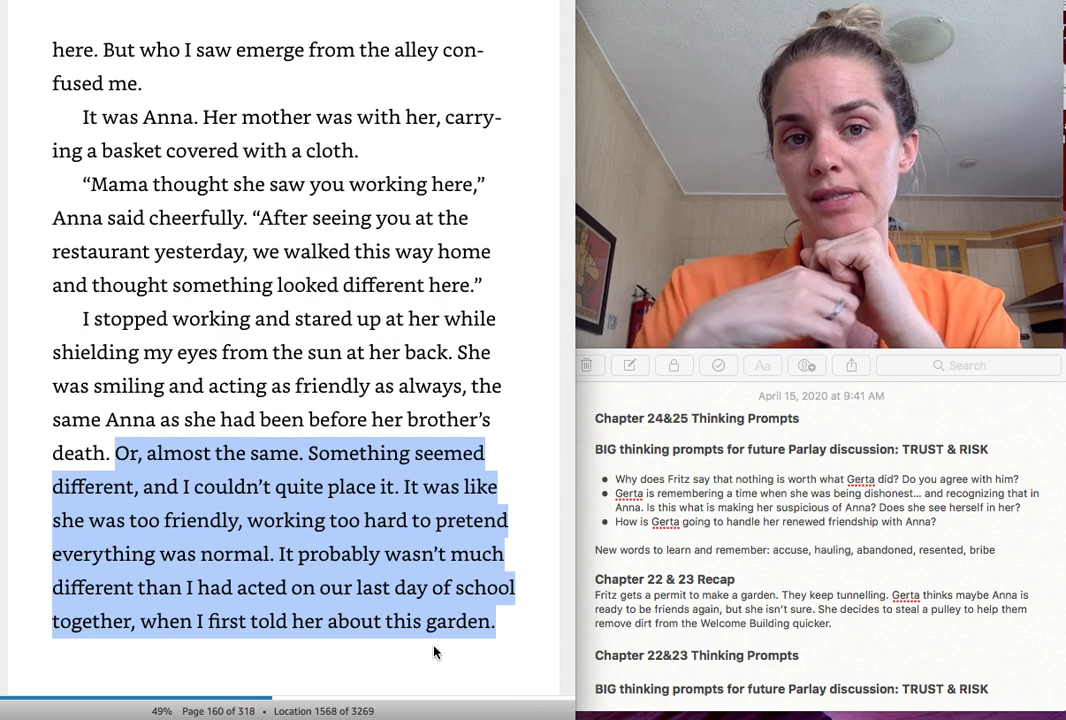 here. But who I saw emerge from the alley con-
fused me.
It was Anna. Her mother was with her, carry-
ing a basket covered with a cloth.
“Mama thought she saw you working here,”
Anna said cheerfully. “After seeing you at the
restaurant yesterday, we walked this way home
and thought something looked different here.”
I stopped working and stared up at her while
shielding my eyes from the sun at her back. She
was smiling and acting as friendly as always, the
same Anna as she had been before her brother’s
death. Or, almost the same. Something seemed
different, and I couldn’t quite place it. It was like
she was too friendly, working too hard to pretend
everything was normal. It probably wasn’t much
different than I had acted on our last day of school
together, when I first told her about this garden.
49% Page 160 of 318 • Location 1568 of 3269
Aa
Search
April 15, 2020 at 9:41 AM
Chapter 24&25 Thinking Prompts
BIG thinking prompts for future Parlay discussion: TRUST & RISK
• Why does Fritz say that nothing is worth what Gerta did? Do you agree with him?
• Gerta is remembering a time when she was being dishonest... and recognizing that in
Anna. Is this what is making her suspicious of Anna? Does she see herself in her?
• How is Gerta going to handle her renewed friendship with Anna?
New words to learn and remember: accuse, hauling, abandoned, resented, bribe
Chapter 22 & 23 Recap
Fritz gets a permit to make a garden. They keep tunnelling. Gerta thinks maybe Anna is
ready to be friends again, but she isn’t sure. She decides to steal a pulley to help them
remove dirt from the Welcome Building quicker.
Chapter 22&23 Thinking Prompts
BIG thinking prompts for future Parlay discussion: TRUST & RISK